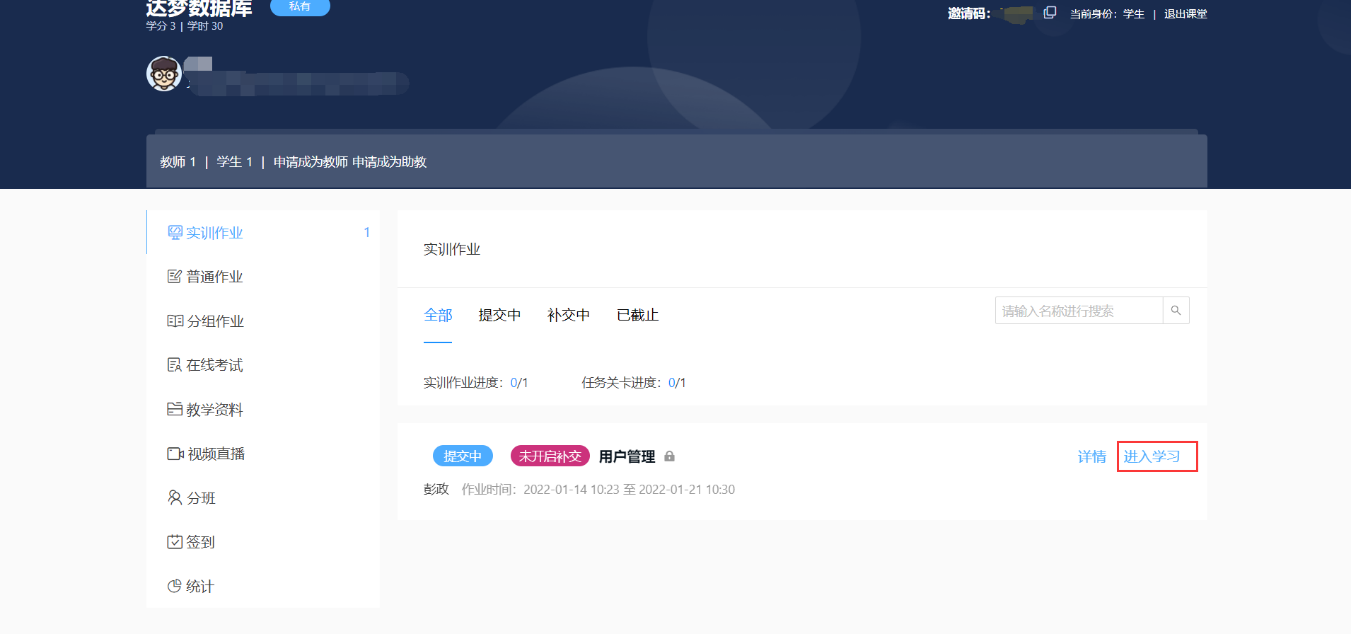 达梦数据库 私有
邀请码: 当前身份: 学生 | 退出课堂
学分 3 | 学时 30
教师 1 | 学生 1 | 申请成为教师 申请成为助教
实训作业 1
普通作业
分组作业
在线考试
教学资料
视频直播
分班
签到
统计
实训作业
全部 提交中 补交中 已截止
请输入名称进行搜索
实训作业进度: 0/1 任务关卡进度: 0/1
提交中 未开启补交 用户管理 详情 进入学习
彭政 作业时间: 2022-01-14 10:23 至 2022-01-21 10:30